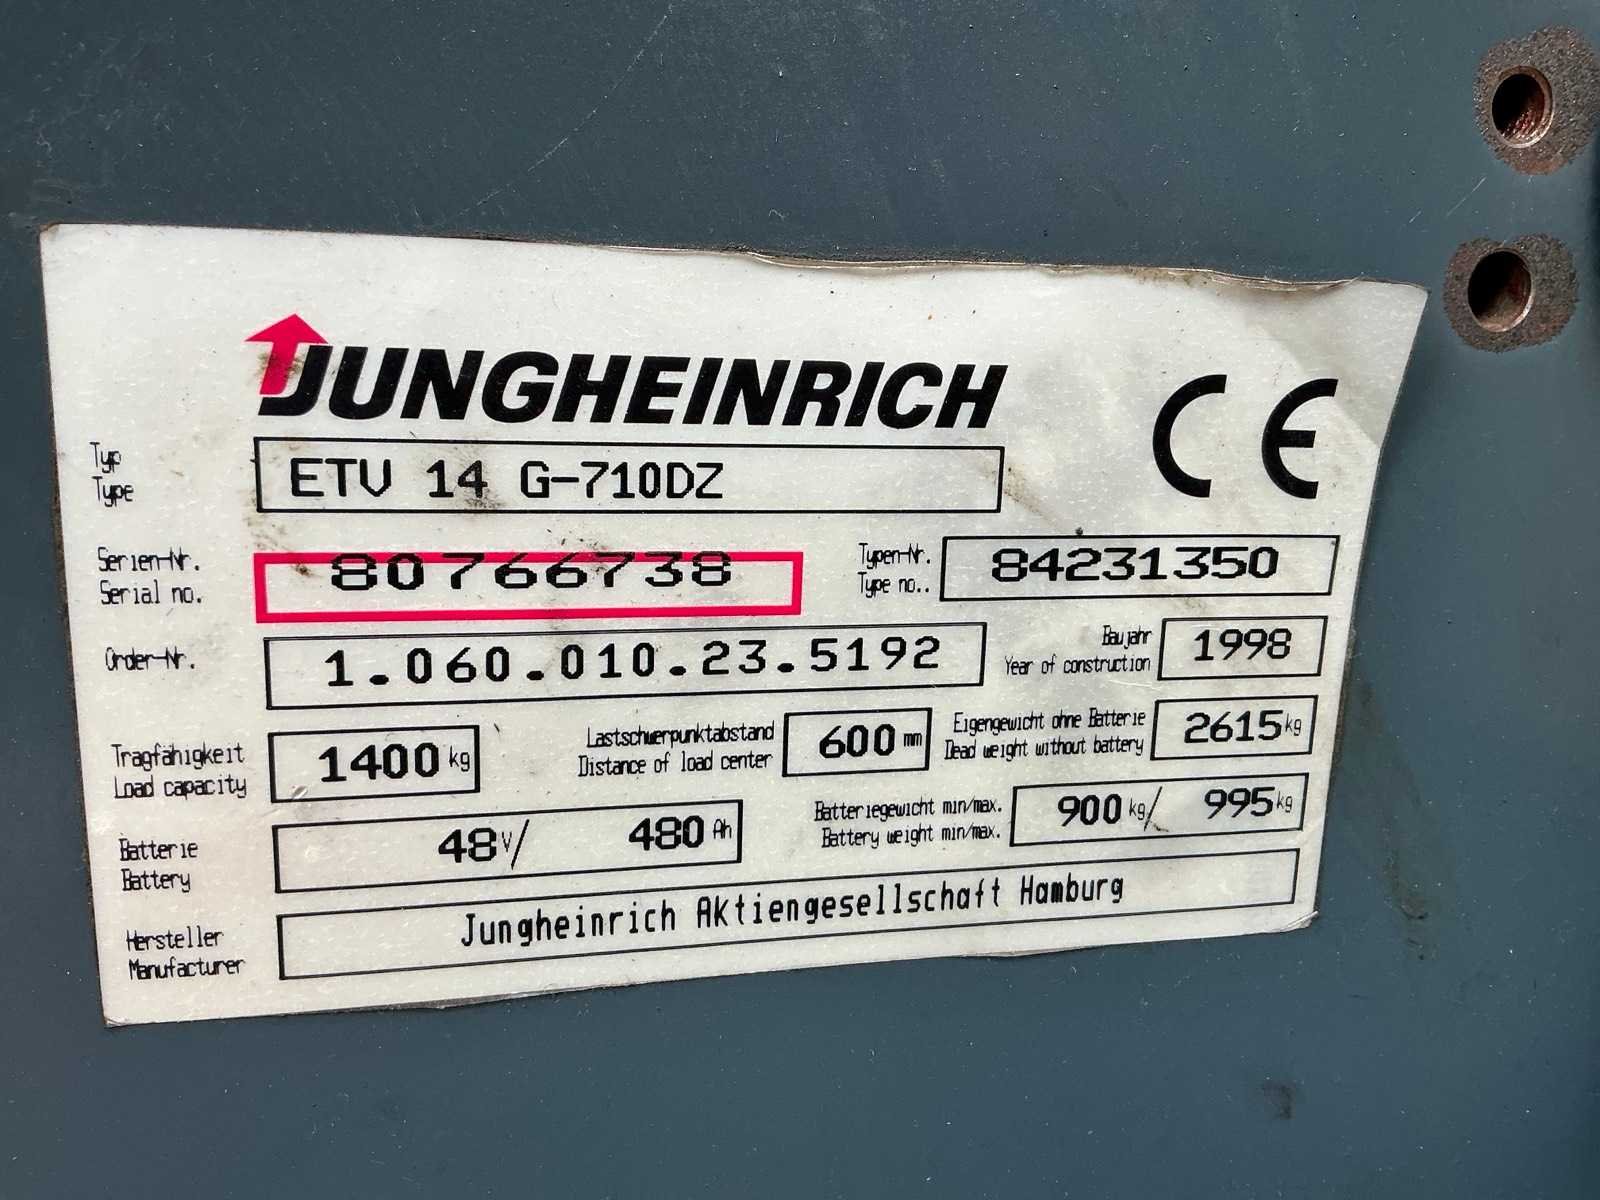 JUNGHEINRICH
CE
Typ
Type
ETV 14 G-710DZ
Serien-Nr.
Serial no.
80766738
Typen-Nr.
Type no..
84231350
Order-Nr.
1.060.010.23.5192
Baujahr
Year of construction
1998
Tragfähigkeit
Load capacity
1400 kg
Lastschwerpunktabstand
Distance of load center
600 mm
Eigengewicht ohne Batterie
Dead weight without battery
2615 kg
Batterie
Battery
48 V/ 480 Ah
Batteriegewicht min/max.
Battery weight min/max.
900 kg/ 995 kg
Hersteller
Manufacturer
Jungheinrich Aktiengesellschaft Hamburg